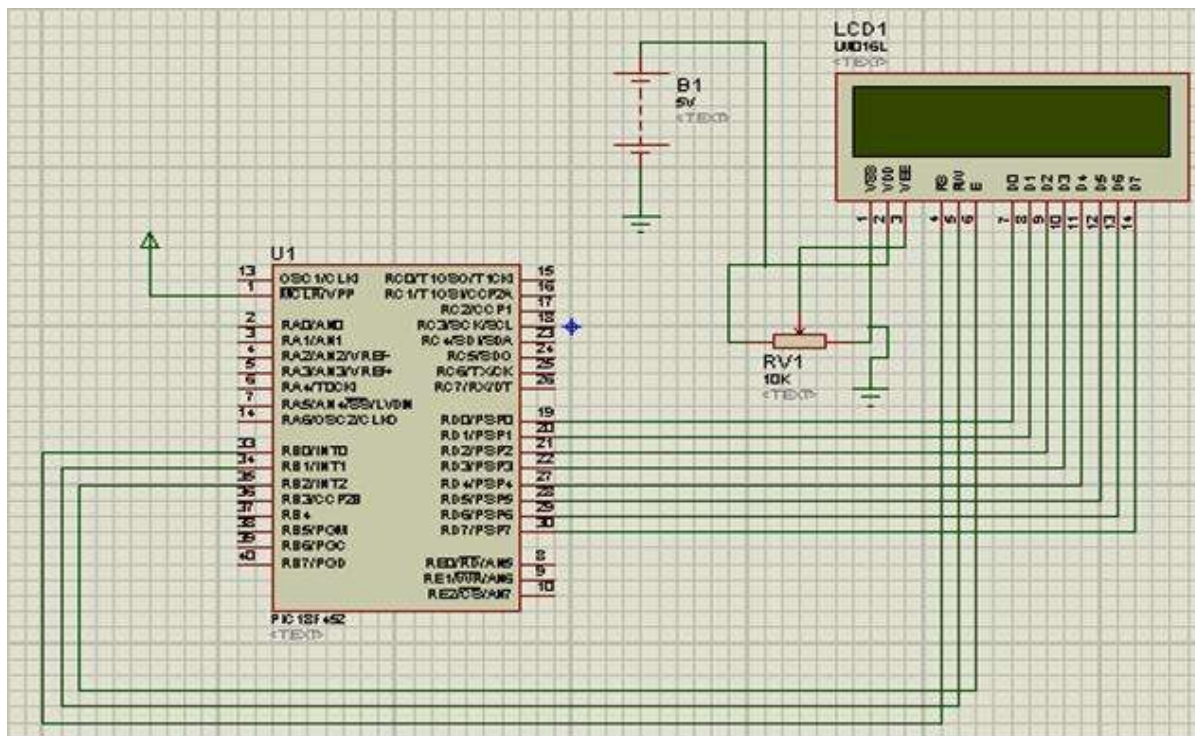 LCD1
LM016L
<TEXT>
B1
5V
<TEXT>
VSS VDD VEE RS RW E D0 D1 D2 D3 D4 D5 D6 D7
1 2 3 4 5 6 7 8 9 10 11 12 13 14
U1
13 OSC1/CLKI RC0/T1OSO/T1CKI 15
1 MCLR/VPP RC1/T1OSI/CCP2A 16
RC2/CCP1 17
2 RA0/AN0 RC3/SCK/SCL 18
3 RA1/AN1 RC4/SDI/SDA 23
4 RA2/AN2/VREF- RC5/SDO 24
5 RA3/AN3/VREF+ RC6/TX/CK 25
6 RA4/T0CKI RC7/RX/DT 26
7 RA5/AN4/SS/LVDIN
14 RA6/OSC2/CLKO RD0/PSP0 19
RD1/PSP1 20
33 RB0/INT0 RD2/PSP2 21
34 RB1/INT1 RD3/PSP3 22
35 RB2/INT2 RD4/PSP4 27
36 RB3/CCP2B RD5/PSP5 28
37 RB4 RD6/PSP6 29
38 RB5/PGM RD7/PSP7 30
39 RB6/PGC
40 RB7/PGD RE0/RD/AN5 8
RE1/WR/AN6 9
RE2/CS/AN7 10
PIC18F452
<TEXT>
RV1
10K
<TEXT>